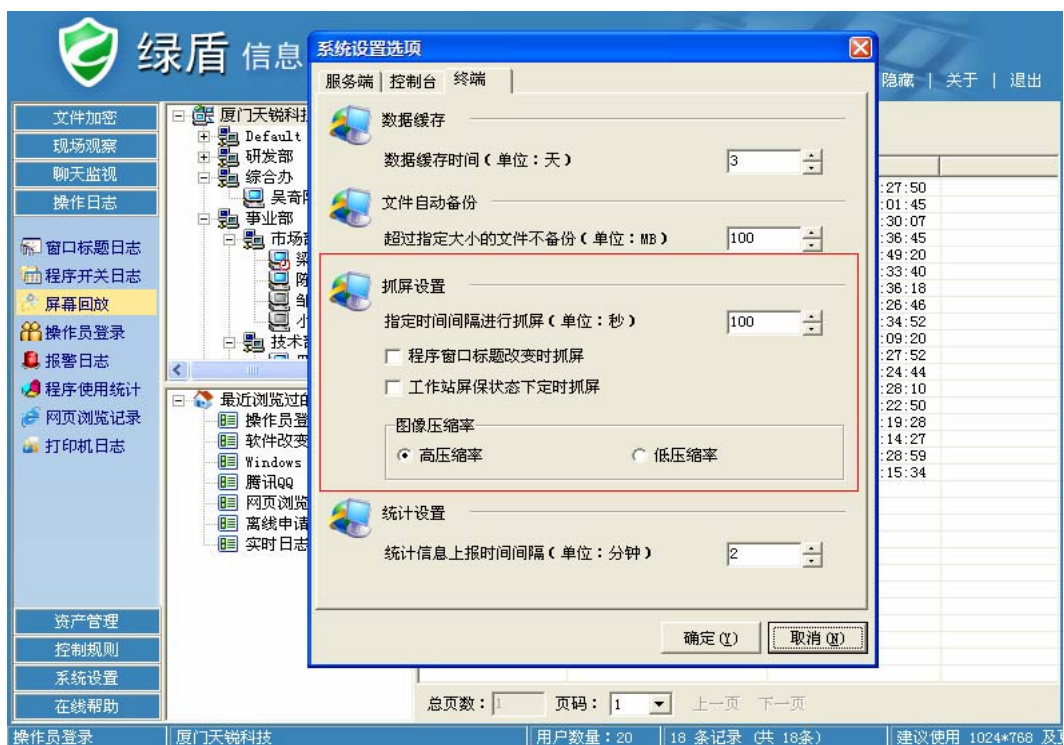 绿盾 信息
隐藏 | 关于 | 退出
系统设置选项
服务端
控制台
终端
数据缓存
数据缓存时间(单位:天)
3
文件自动备份
超过指定大小的文件不备份(单位:MB)
100
抓屏设置
指定时间间隔进行抓屏(单位:秒)
100
程序窗口标题改变时抓屏
工作站屏保状态下定时抓屏
图像压缩率
高压缩率
低压缩率
统计设置
统计信息上报时间间隔(单位:分钟)
2
确定(Y)
取消(N)
文件加密
现场观察
聊天监视
操作日志
窗口标题日志
程序开关日志
屏幕回放
操作员登录
报警日志
程序使用统计
网页浏览记录
打印机日志
资产管理
控制规则
系统设置
在线帮助
厦门天锐科技
Default
研发部
综合办
吴奇
事业部
市场
陈
小
技术
最近浏览过的
操作员登
软件改变
Windows
腾讯QQ
网页浏览
离线申请
实时日志
:27:50
:01:45
:30:07
:36:45
:49:20
:33:40
:36:18
:26:46
:34:52
:09:20
:27:52
:24:44
:28:10
:22:50
:19:28
:14:27
:28:59
:15:34
总页数:
1
页码:
1
上一页
下一页
操作员登录
厦门天锐科技
用户数量:20
18 条记录 (共 18条)
建议使用 1024*768 及